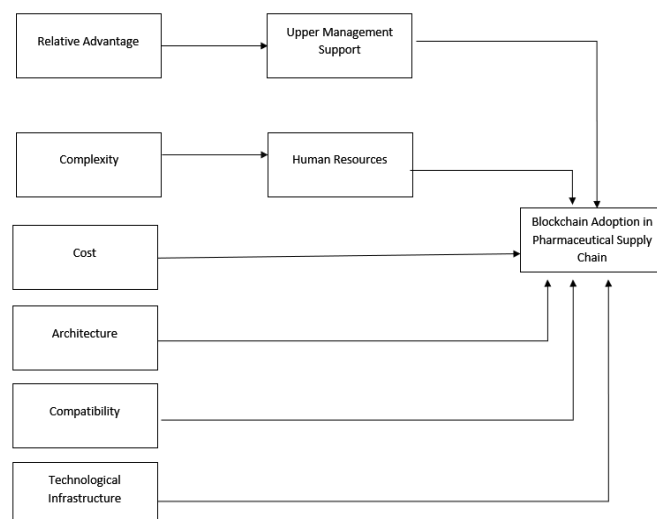 Relative Advantage
Upper Management
Support
Complexity
Human Resources
Blockchain Adoption in
Pharmaceutical Supply
Chain
Cost
Architecture
Compatibility
Technological
Infrastructure